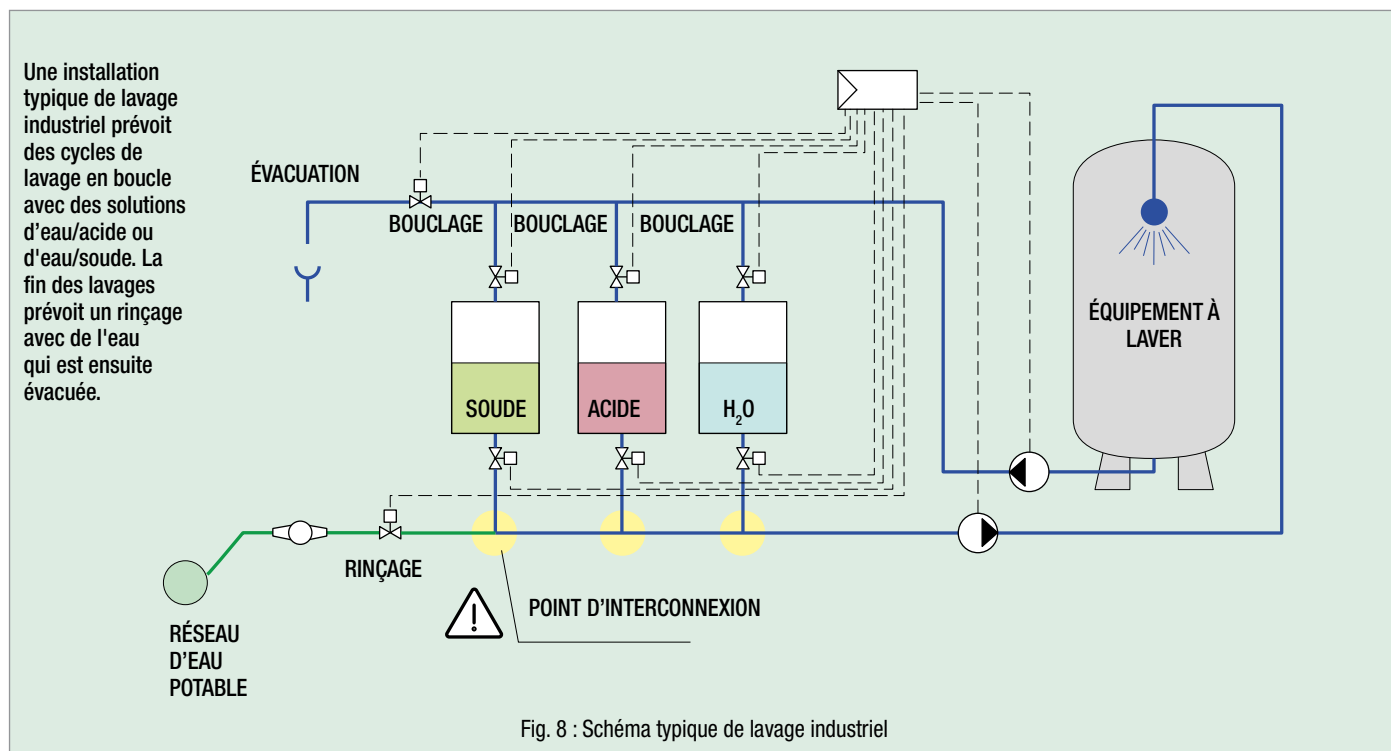 Une installation
typique de lavage
industriel prévoit
des cycles de
lavage en boucle
avec des solutions
d’eau/acide ou
d'eau/soude. La
fin des lavages
prévoit un rinçage
avec de l'eau
qui est ensuite
évacuée.
ÉVACUATION
BOUCLAGE
BOUCLAGE
BOUCLAGE
ÉQUIPEMENT À
LAVER
SOUDE
ACIDE
H₂O
RINÇAGE
POINT D’INTERCONNEXION
RÉSEAU
D’EAU
POTABLE
Fig. 8 : Schéma typique de lavage industriel